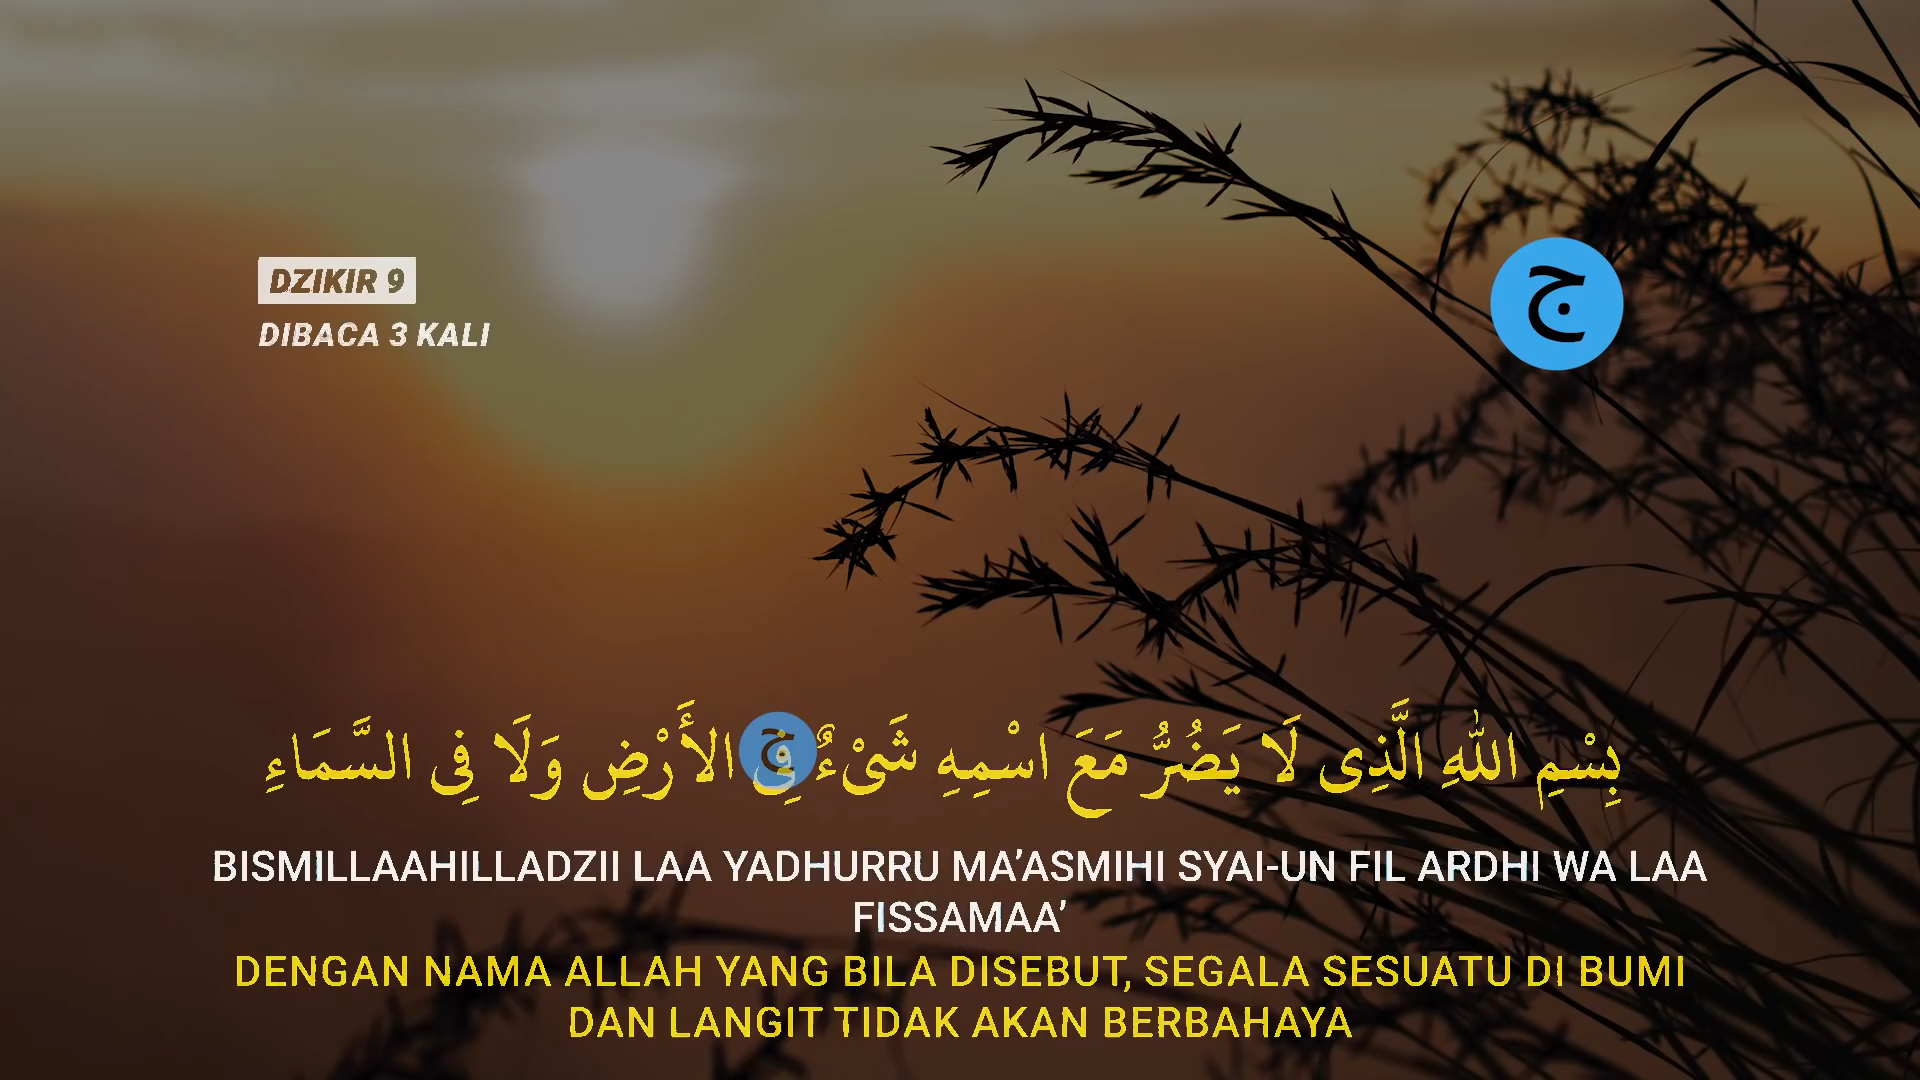 DZIKIR 9
DIBACA 3 KALI
ج
بِسْمِ اللهِ الَّذِى لَا يَضُرُّ مَعَ اسْمِهِ شَىْءٌ فِى الأَرْضِ وَلَا فِى السَّمَاءِ
ج
BISMILLAAHILLADZII LAA YADHURRU MA’ASMIHI SYAI-UN FIL ARDHI WA LAA
FISSAMAA’
DENGAN NAMA ALLAH YANG BILA DISEBUT, SEGALA SESUATU DI BUMI
DAN LANGIT TIDAK AKAN BERBAHAYA